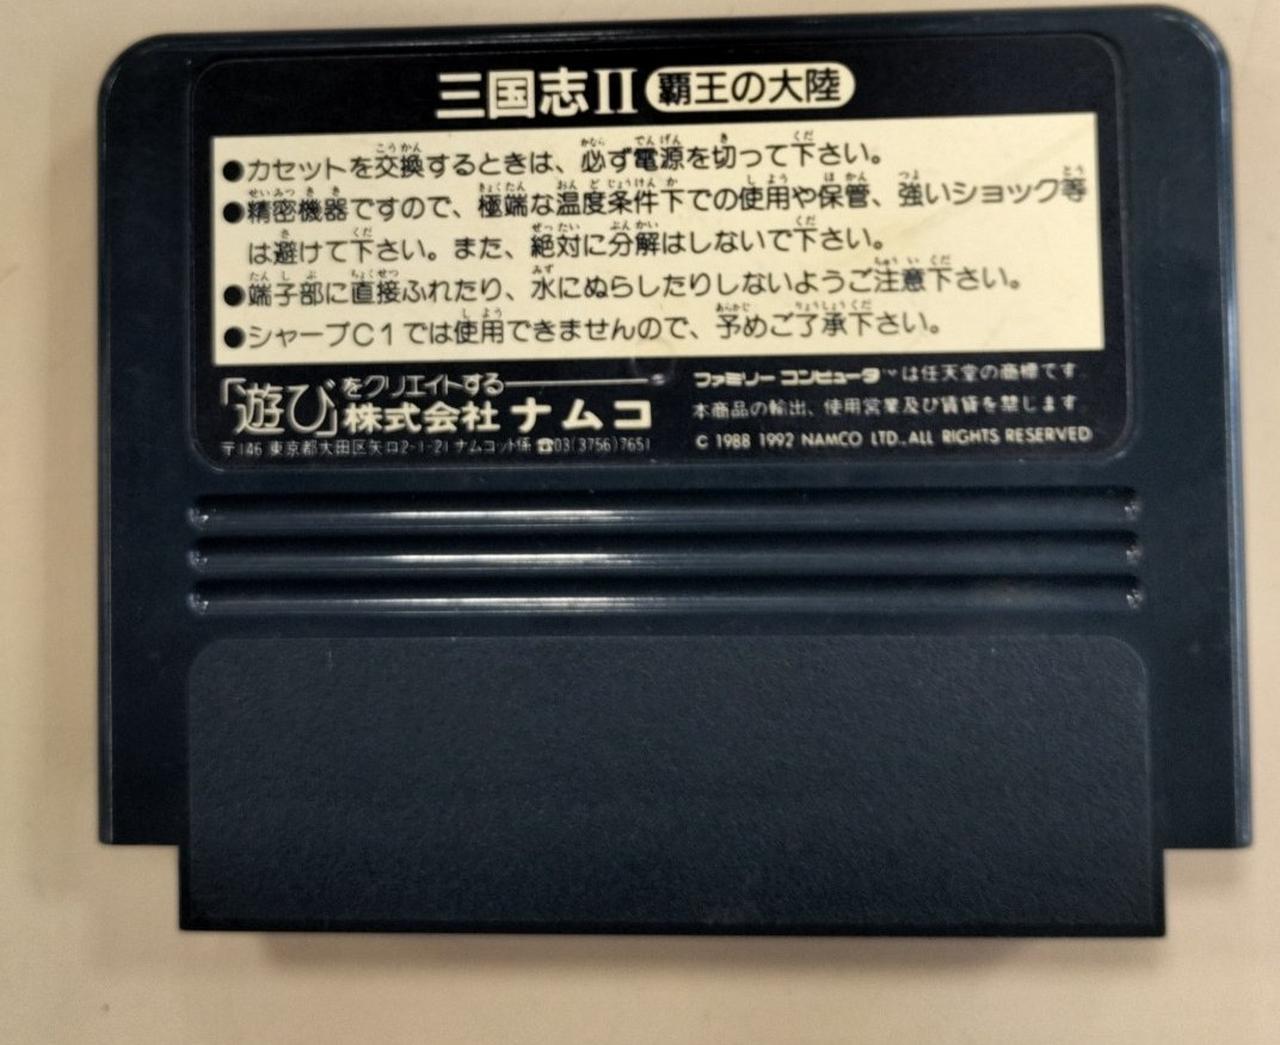 三国志II 覇王の大陸
●カセットを交換するときは、必ず電源を切って下さい。
●精密機器ですので、極端な温度条件下での使用や保管、強いショック等
は避けて下さい。また、絶対に分解はしないで下さい。
●端子部に直接ふれたり、水にぬらしたりしないようご注意下さい。
●シャープC1では使用できませんので、予めご了承下さい。
「遊び」をクリエイトする
株式会社ナムコ
〒146 東京都大田区矢口2-1-21 ナムコット係 ☎03(3756)7651
ファミリーコンピュータ™は任天堂の商標です。
本商品の輸出、使用営業及び賃貸を禁じます。
© 1988 1992 NAMCO LTD., ALL RIGHTS RESERVED